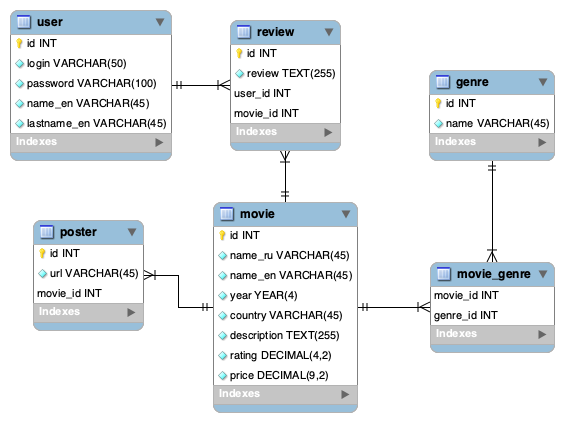 user
id INT
login VARCHAR(50)
password VARCHAR(100)
name_en VARCHAR(45)
lastname_en VARCHAR(45)
Indexes
review
id INT
review TEXT(255)
user_id INT
movie_id INT
Indexes
genre
id INT
name VARCHAR(45)
Indexes
poster
id INT
url VARCHAR(45)
movie_id INT
Indexes
movie
id INT
name_ru VARCHAR(45)
name_en VARCHAR(45)
year YEAR(4)
country VARCHAR(45)
description TEXT(255)
rating DECIMAL(4,2)
price DECIMAL(9,2)
Indexes
movie_genre
movie_id INT
genre_id INT
Indexes